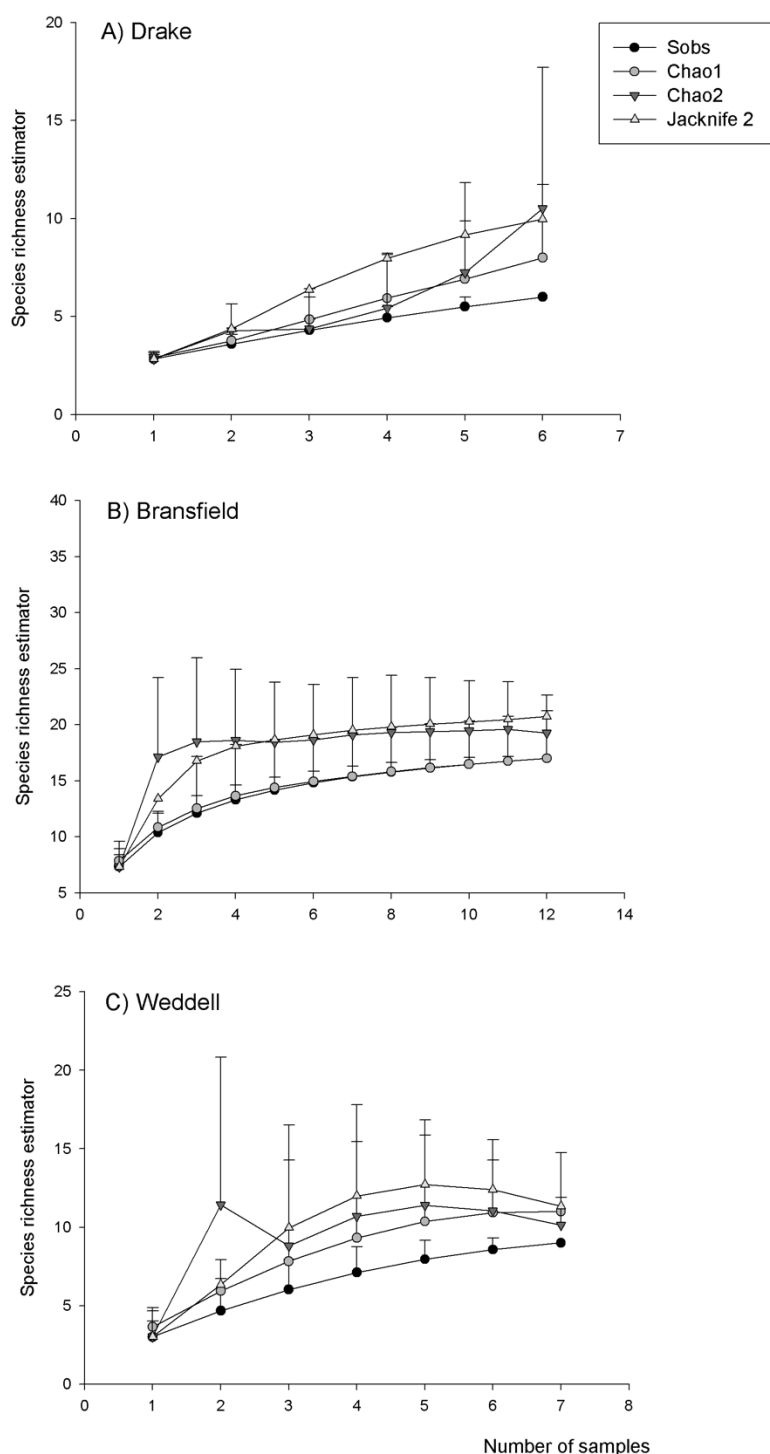 A) Drake
Sobs
Chao1
Chao2
Jacknife 2
Species richness estimator
20
15
10
5
0
0 1 2 3 4 5 6 7
B) Bransfield
Species richness estimator
40
35
30
25
20
15
10
5
0 2 4 6 8 10 12 14
C) Weddell
Species richness estimator
25
20
15
10
5
0
0 1 2 3 4 5 6 7 8
Number of samples